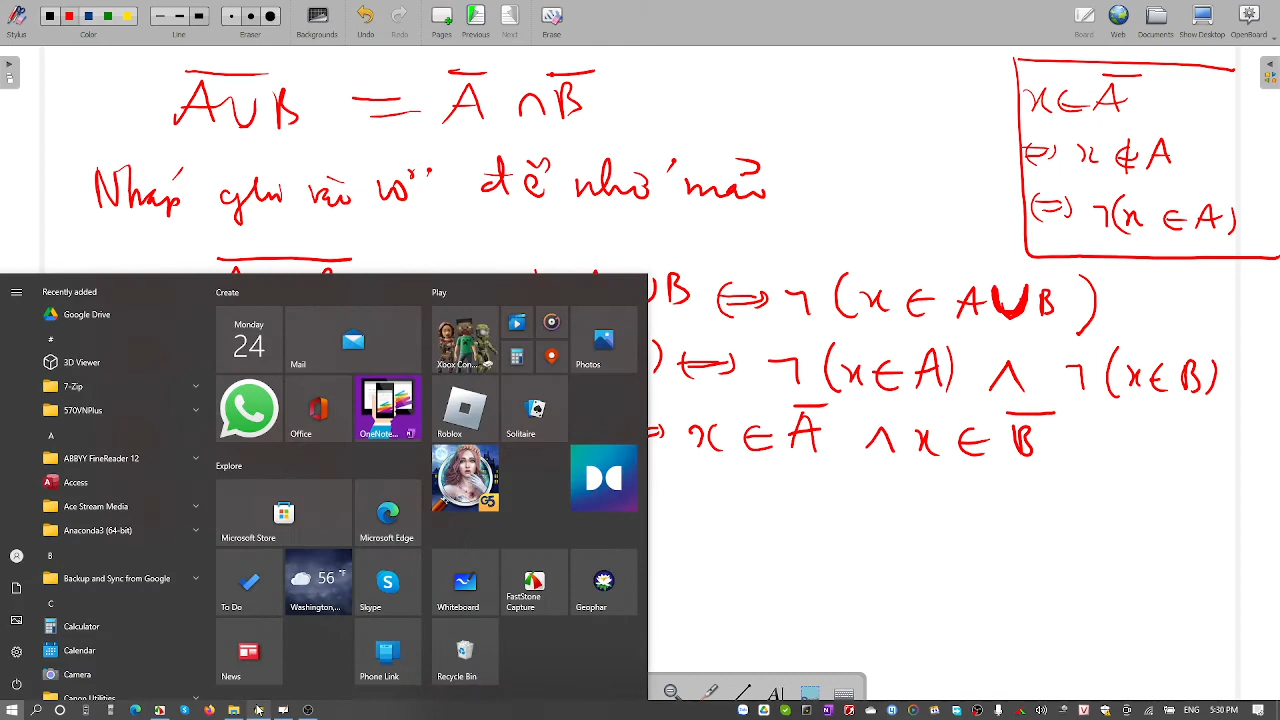 Stylus
Color
Line
Eraser
Backgrounds
Undo
Redo
Pages
Previous
Next
Erase
Board
Web
Documents
Show Desktop
OpenBoard
A∪B = A ∩ B
Nháp ghi vào
để nhớ mảo
x ∈ A
⇔ x ∉ A
⇔ ¬(x ∈ A)
∪B ⇔ ¬ (x ∈ A∪B)
) ⇔ ¬(x∈A) ∧ ¬(x∈B)
⇔ x ∈ A ∧ x ∈ B
Recently added
Google Drive
#
3D Viewer
7-Zip
570VNPlus
A
ABBYY FineReader 12
Access
Ace Stream Media
Anaconda3 (64-bit)
B
Backup and Sync from Google
C
Calculator
Calendar
Camera
Canon Utilities
Create
Monday
24
Mail
Office
OneNote...
Explore
Microsoft Store
Microsoft Edge
To Do
56°F
Washington,...
Skype
News
Phone Link
Play
Xbox Con...
Photos
Roblox
Solitaire
G5
Whiteboard
FastStone Capture
Geophar
Recycle Bin
ENG
5:30 PM